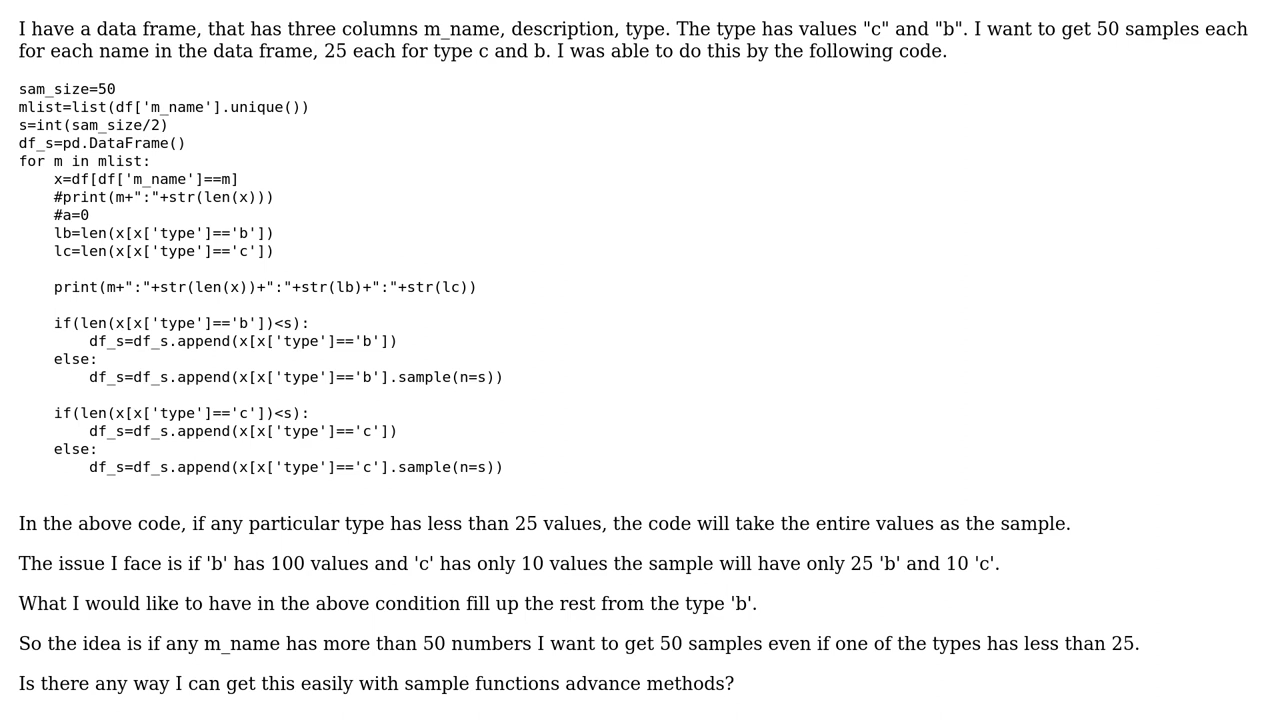 I have a data frame, that has three columns m_name, description, type. The type has values "c" and "b". I want to get 50 samples each
for each name in the data frame, 25 each for type c and b. I was able to do this by the following code.
sam_size=50
mlist=list(df['m_name'].unique())
s=int(sam_size/2)
df_s=pd.DataFrame()
for m in mlist:
    x=df[df['m_name']==m]
    #print(m+":"+str(len(x)))
    #a=0
    lb=len(x[x['type']=='b'])
    lc=len(x[x['type']=='c'])
    print(m+":"+str(len(x))+":"+str(lb)+":"+str(lc))
    if(len(x[x['type']=='b'])<s):
        df_s=df_s.append(x[x['type']=='b'])
    else:
        df_s=df_s.append(x[x['type']=='b'].sample(n=s))
    if(len(x[x['type']=='c'])<s):
        df_s=df_s.append(x[x['type']=='c'])
    else:
        df_s=df_s.append(x[x['type']=='c'].sample(n=s))
In the above code, if any particular type has less than 25 values, the code will take the entire values as the sample.
The issue I face is if 'b' has 100 values and 'c' has only 10 values the sample will have only 25 'b' and 10 'c'.
What I would like to have in the above condition fill up the rest from the type 'b'.
So the idea is if any m_name has more than 50 numbers I want to get 50 samples even if one of the types has less than 25.
Is there any way I can get this easily with sample functions advance methods?